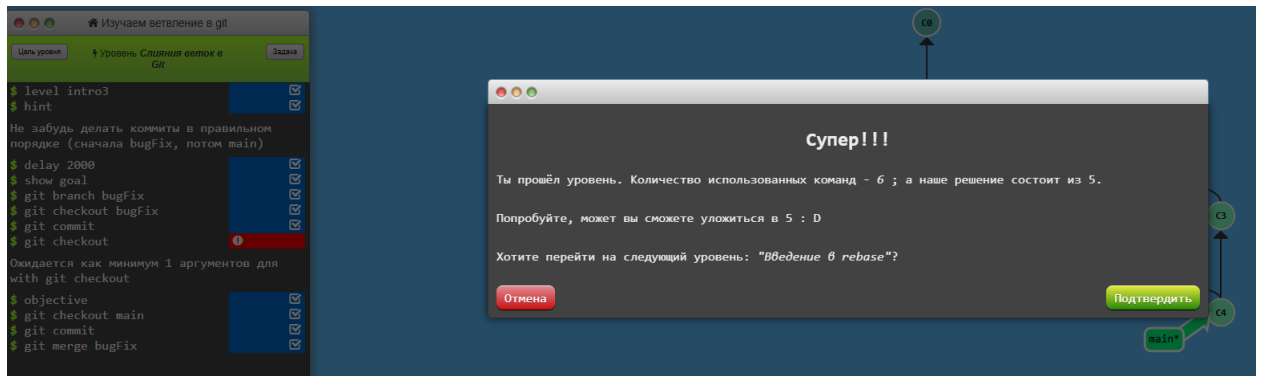 Изучаем ветвление в git
Цель уровня
Уровень Слияния веток в
Git
Задача
$ level intro3
$ hint
Не забудь делать коммиты в правильном
порядке (сначала bugFix, потом main)
$ delay 2000
$ show goal
$ git branch bugFix
$ git checkout bugFix
$ git commit
$ git checkout
Ожидается как минимум 1 аргументов для
with git checkout
$ objective
$ git checkout main
$ git commit
$ git merge bugFix
C0
Супер!!!
Ты прошёл уровень. Количество использованных команд - 6 ; а наше решение состоит из 5.
Попробуйте, может вы сможете уложиться в 5 : D
Хотите перейти на следующий уровень: "Введение в rebase"?
Отмена
Подтвердить
C3
C4
main*